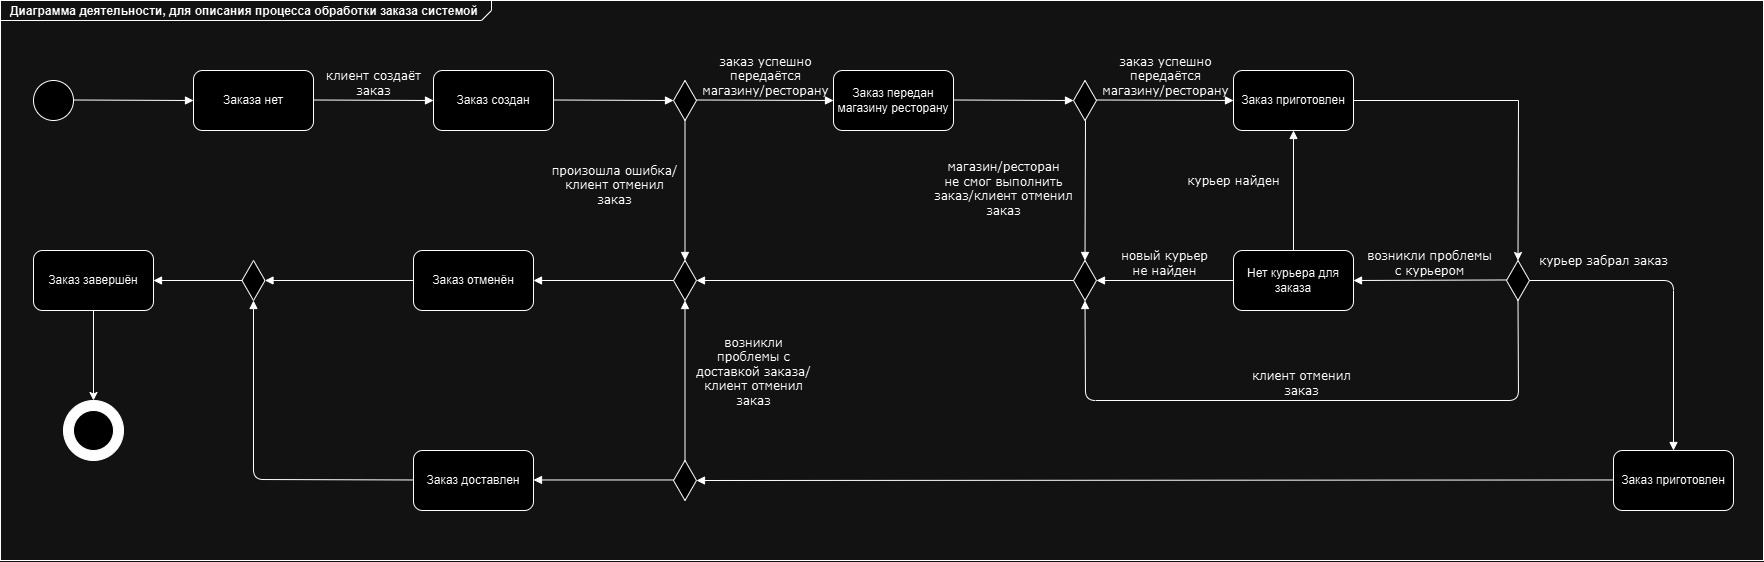 Диаграмма деятельности, для описания процесса обработки заказа системой
Заказа нет
клиент создаёт
заказ
Заказ создан
заказ успешно
передаётся
магазину/ресторану
Заказ передан
магазину ресторану
заказ успешно
передаётся
магазину/ресторану
Заказ приготовлен
произошла ошибка/
клиент отменил
заказ
магазин/ресторан
не смог выполнить
заказ/клиент отменил
заказ
курьер найден
Заказ завершён
Заказ отменён
новый курьер
не найден
Нет курьера для
заказа
возникли проблемы
с курьером
курьер забрал заказ
возникли
проблемы с
доставкой заказа/
клиент отменил
заказ
клиент отменил
заказ
Заказ доставлен
Заказ приготовлен